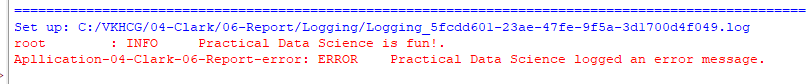 ================================================================================
Set up: C:/VKHCG/04-Clark/06-Report/Logging/Logging_5fcdd601-23ae-47fe-9f5a-3d1700d4f049.log
root        : INFO     Practical Data Science is fun!.
Apllication-04-Clark-06-Report-error: ERROR    Practical Data Science logged an error message.
>